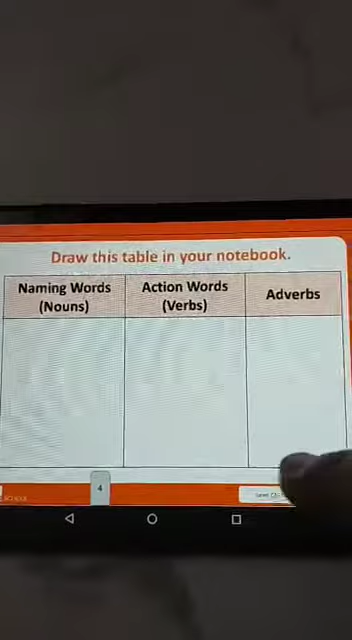 Draw this table in your notebook.
Naming Words
(Nouns)
Action Words
(Verbs)
Adverbs
4